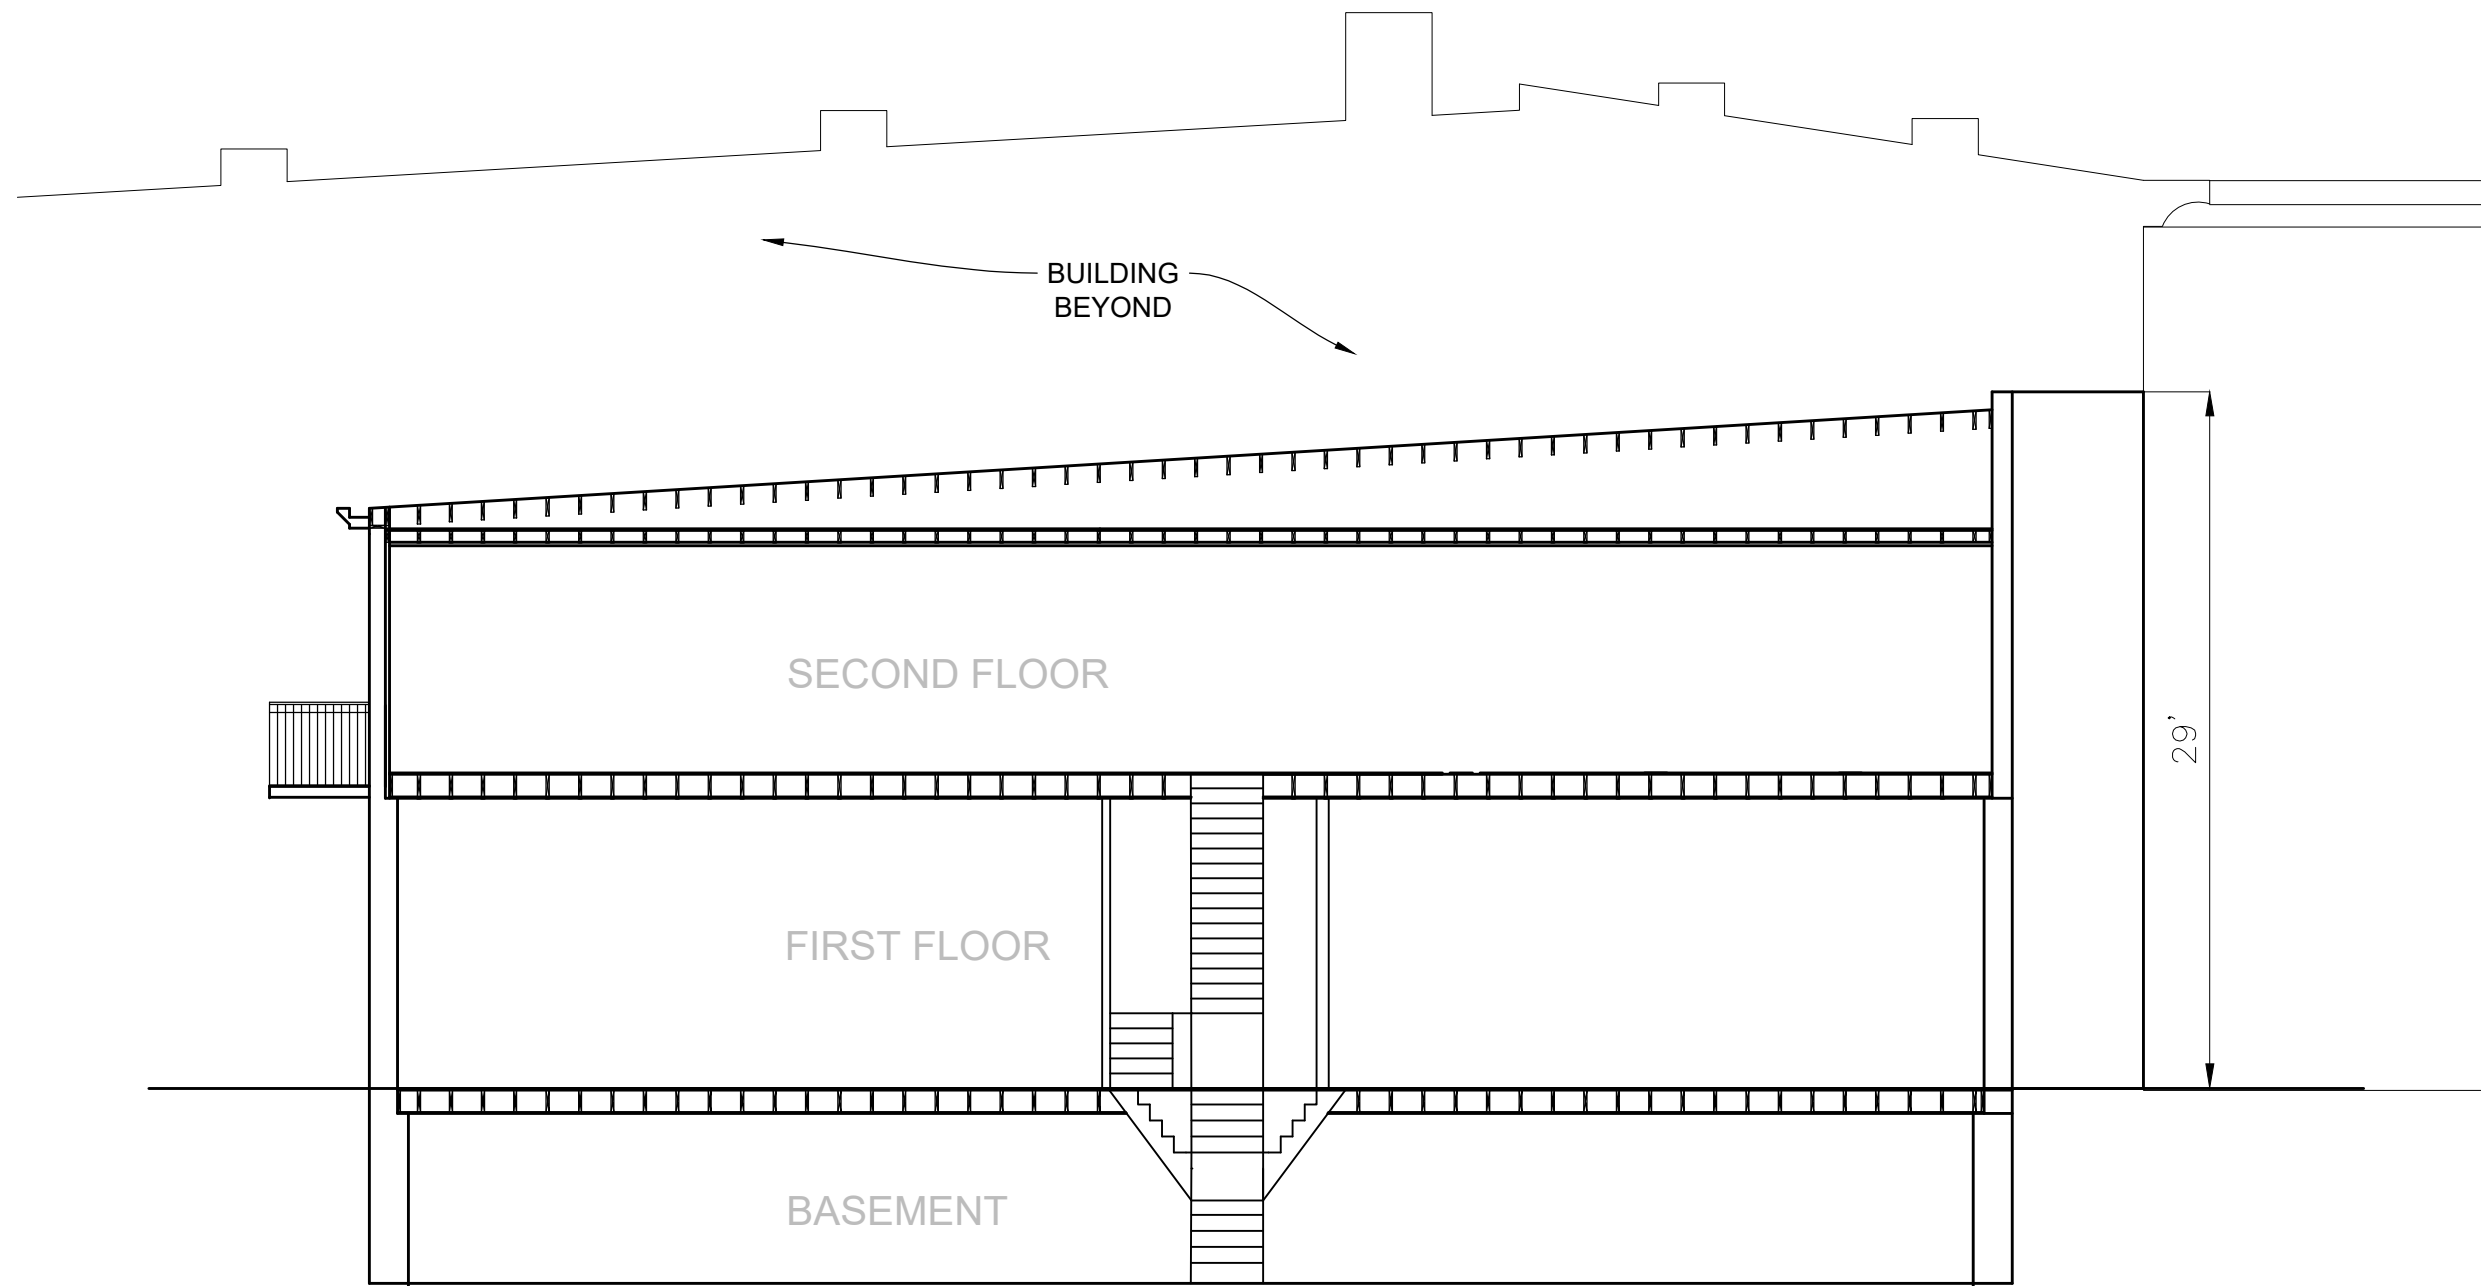 BUILDING
BEYOND
SECOND FLOOR
29'
FIRST FLOOR
BASEMENT